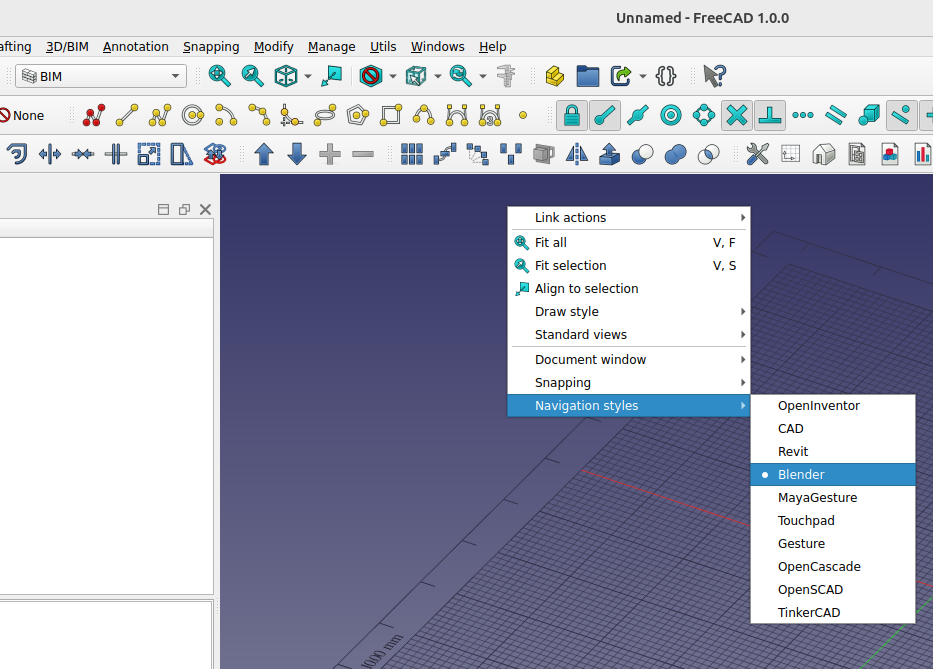 Unnamed - FreeCAD 1.0.0
afting 3D/BIM Annotation Snapping Modify Manage Utils Windows Help
BIM
None
Link actions
Fit all V, F
Fit selection V, S
Align to selection
Draw style
Standard views
Document window
Snapping
Navigation styles
OpenInventor
CAD
Revit
Blender
MayaGesture
Touchpad
Gesture
OpenCascade
OpenSCAD
TinkerCAD
1000 mm